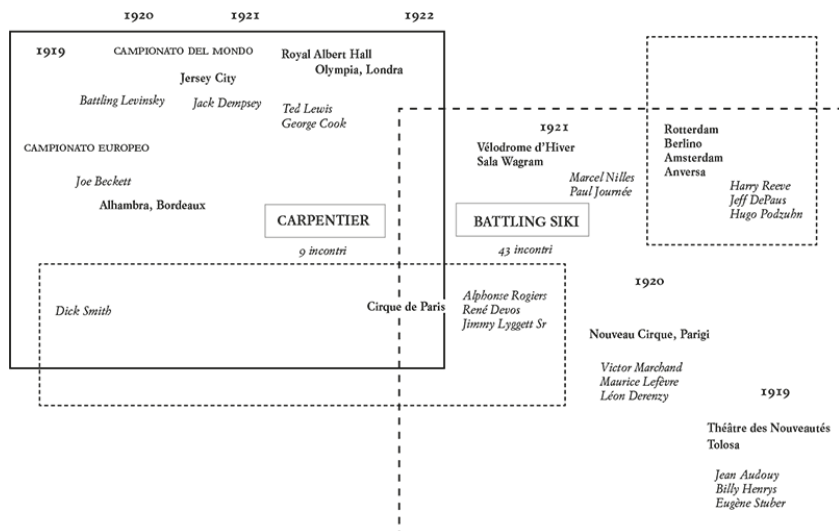 1920
1921
1922
1919
CAMPIONATO DEL MONDO
Royal Albert Hall
Olympia, Londra
Jersey City
Battling Levinsky
Jack Dempsey
Ted Lewis
George Cook
CAMPIONATO EUROPEO
Joe Beckett
Alhambra, Bordeaux
CARPENTIER
9 incontri
1921
Vélodrome d'Hiver
Sala Wagram
Marcel Nilles
Paul Journée
BATTLING SIKI
43 incontri
Rotterdam
Berlino
Amsterdam
Anversa
Harry Reeve
Jeff DePaus
Hugo Podzuhn
Dick Smith
Cirque de Paris
Alphonse Rogiers
René Devos
Jimmy Lyggett Sr
1920
Nouveau Cirque, Parigi
Victor Marchand
Maurice Lefèvre
Léon Derenzy
1919
Théâtre des Nouveautés
Tolosa
Jean Audouy
Billy Henrys
Eugène Stuber